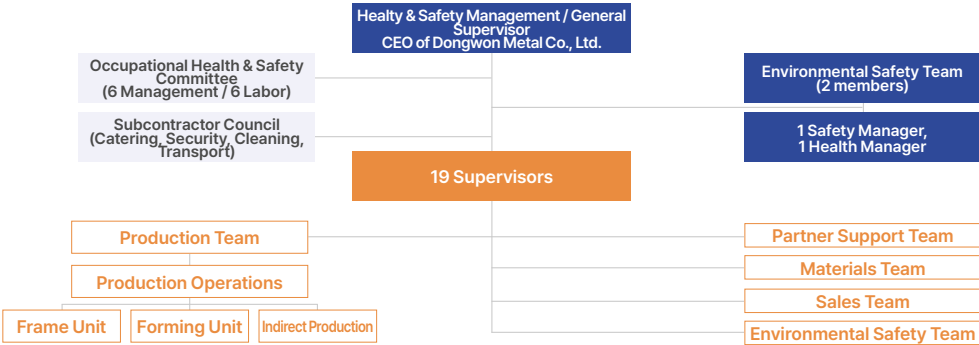 Healty & Safety Management / General
Supervisor
CEO of Dongwon Metal Co., Ltd.
Occupational Health & Safety
Committee
(6 Management / 6 Labor)
Environmental Safety Team
(2 members)
Subcontractor Council
(Catering, Security, Cleaning,
Transport)
1 Safety Manager,
1 Health Manager
19 Supervisors
Production Team
Production Operations
Frame Unit
Forming Unit
Indirect Production
Partner Support Team
Materials Team
Sales Team
Environmental Safety Team